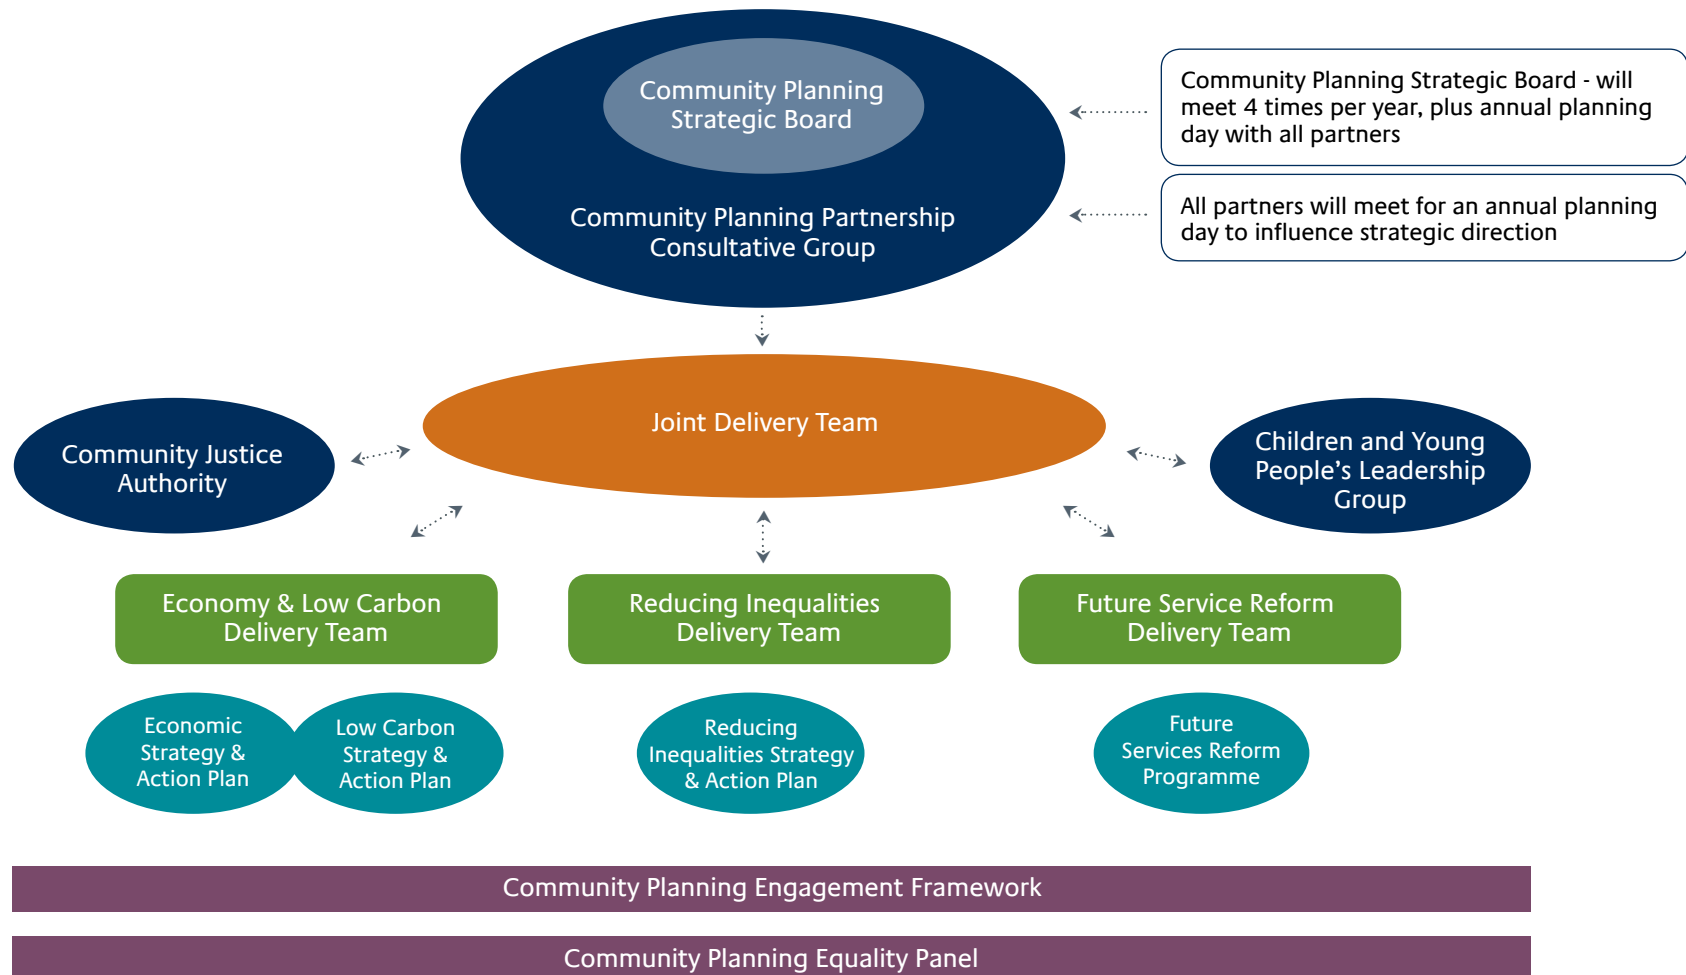 Community Planning
Strategic Board
Community Planning Partnership
Consultative Group
Community Planning Strategic Board - will
meet 4 times per year, plus annual planning
day with all partners
All partners will meet for an annual planning
day to influence strategic direction
Joint Delivery Team
Community Justice
Authority
Children and Young
People’s Leadership
Group
Economy & Low Carbon
Delivery Team
Reducing Inequalities
Delivery Team
Future Service Reform
Delivery Team
Economic
Strategy &
Action Plan
Low Carbon
Strategy &
Action Plan
Reducing
Inequalities Strategy
& Action Plan
Future
Services Reform
Programme
Community Planning Engagement Framework
Community Planning Equality Panel